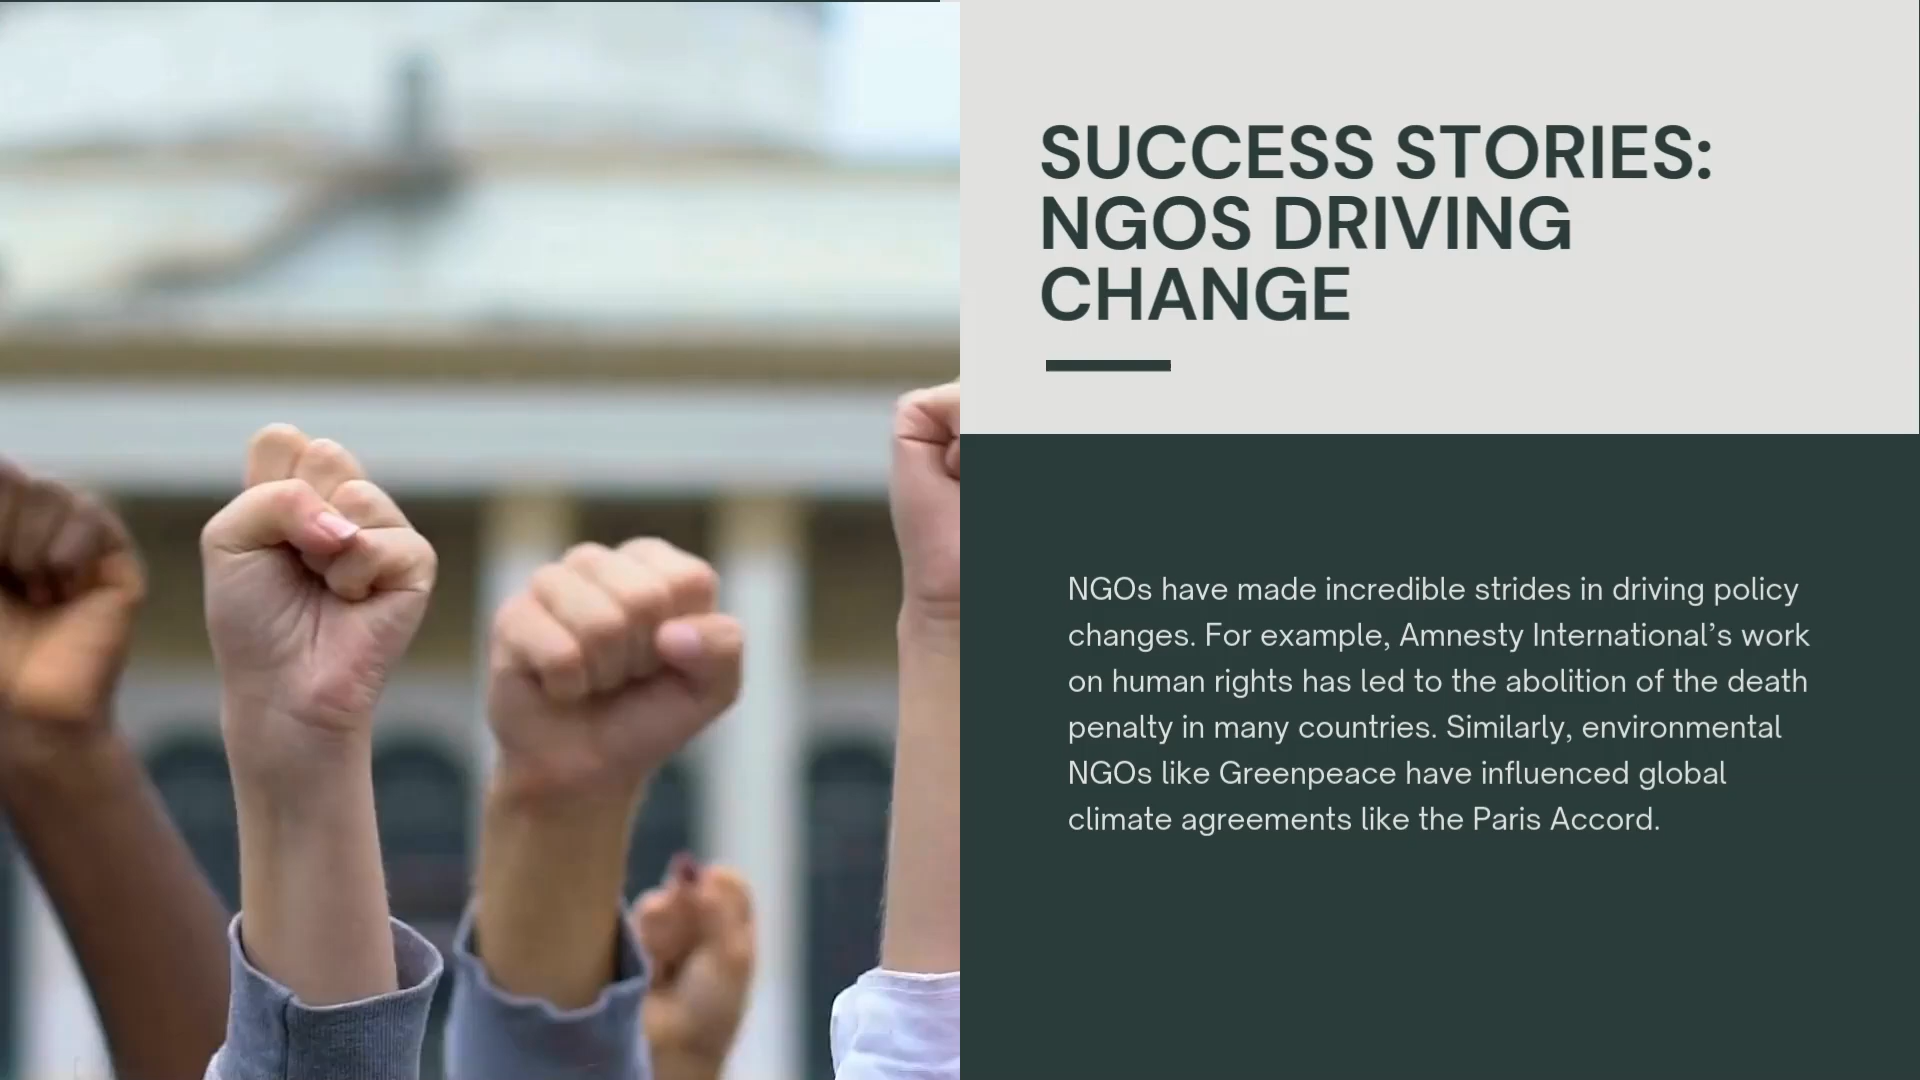 SUCCESS STORIES:
NGOS DRIVING
CHANGE
NGOs have made incredible strides in driving policy
changes. For example, Amnesty International’s work
on human rights has led to the abolition of the death
penalty in many countries. Similarly, environmental
NGOs like Greenpeace have influenced global
climate agreements like the Paris Accord.